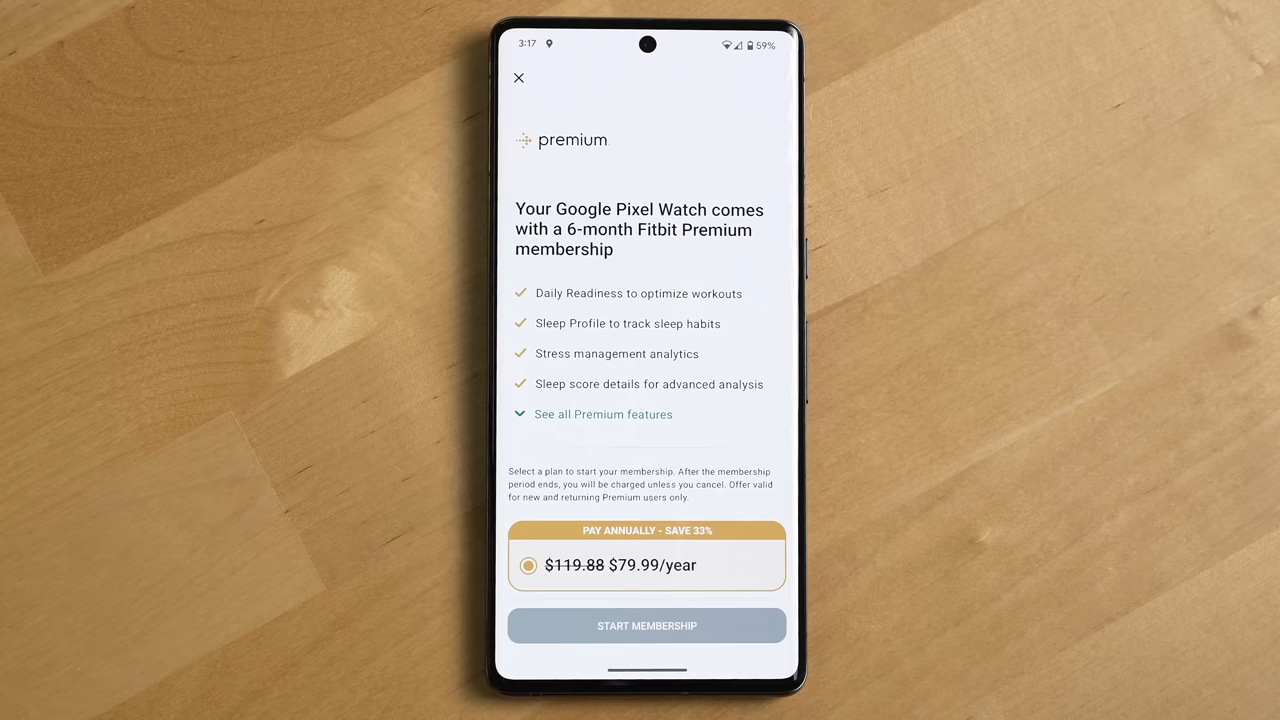 3:17 59%
premium
Your Google Pixel Watch comes
with a 6-month Fitbit Premium
membership
Daily Readiness to optimize workouts
Sleep Profile to track sleep habits
Stress management analytics
Sleep score details for advanced analysis
See all Premium features
Select a plan to start your membership. After the membership
period ends, you will be charged unless you cancel. Offer valid
for new and returning Premium users only.
PAY ANNUALLY - SAVE 33%
$119.88 $79.99/year
START MEMBERSHIP